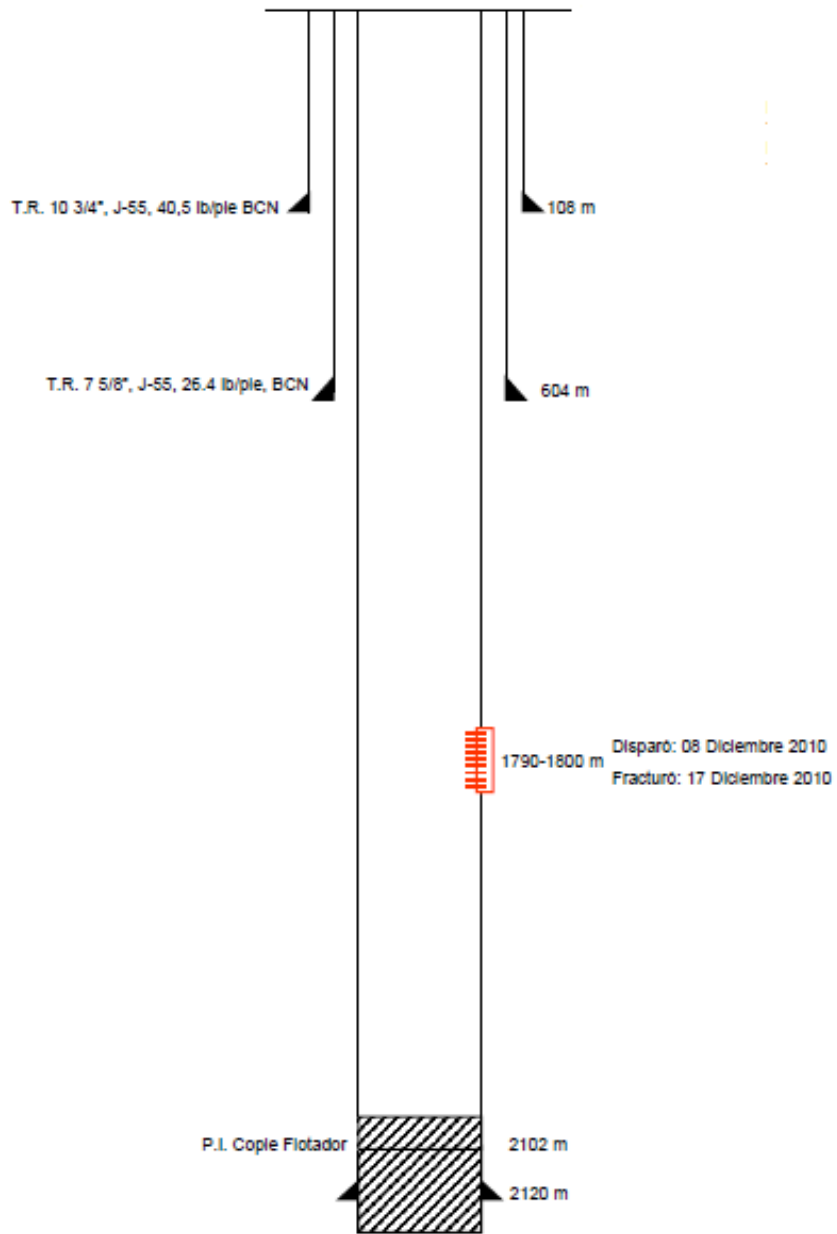 T.R. 10 3/4", J-55, 40,5 lb/pie BCN
108 m
T.R. 7 5/8", J-55, 26.4 lb/pie, BCN
604 m
1790-1800 m
Disparó: 08 Diciembre 2010
Fracturó: 17 Diciembre 2010
P.I. Cople Flotador
2102 m
2120 m